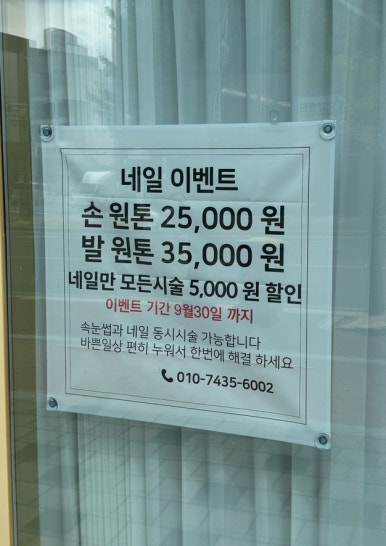 네일 이벤트
손 원톤 25,000 원
발 원톤 35,000 원
네일만 모든시술 5,000 원 할인
이벤트 기간 9월30일 까지
속눈썹과 네일 동시시술 가능합니다
바쁜일상 편히 누워서 한번에 해결 하세요
010-7435-6002